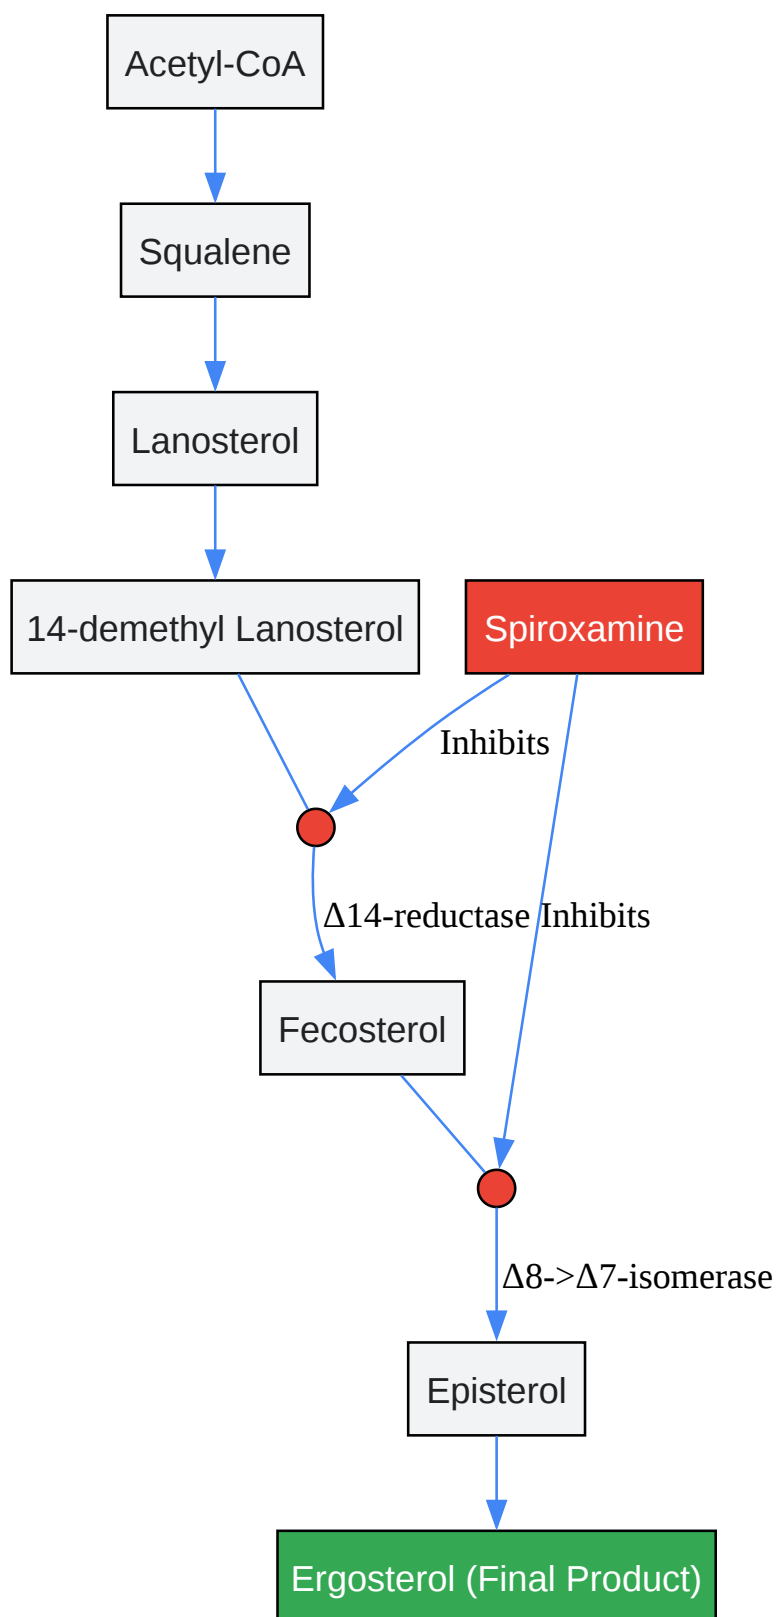 Acetyl-CoA
Squalene
Lanosterol
14-demethyl Lanosterol
Spiroxamine
Inhibits
Δ14-reductase
Inhibits
Fecosterol
Δ8->Δ7-isomerase
Episterol
Ergosterol (Final Product)